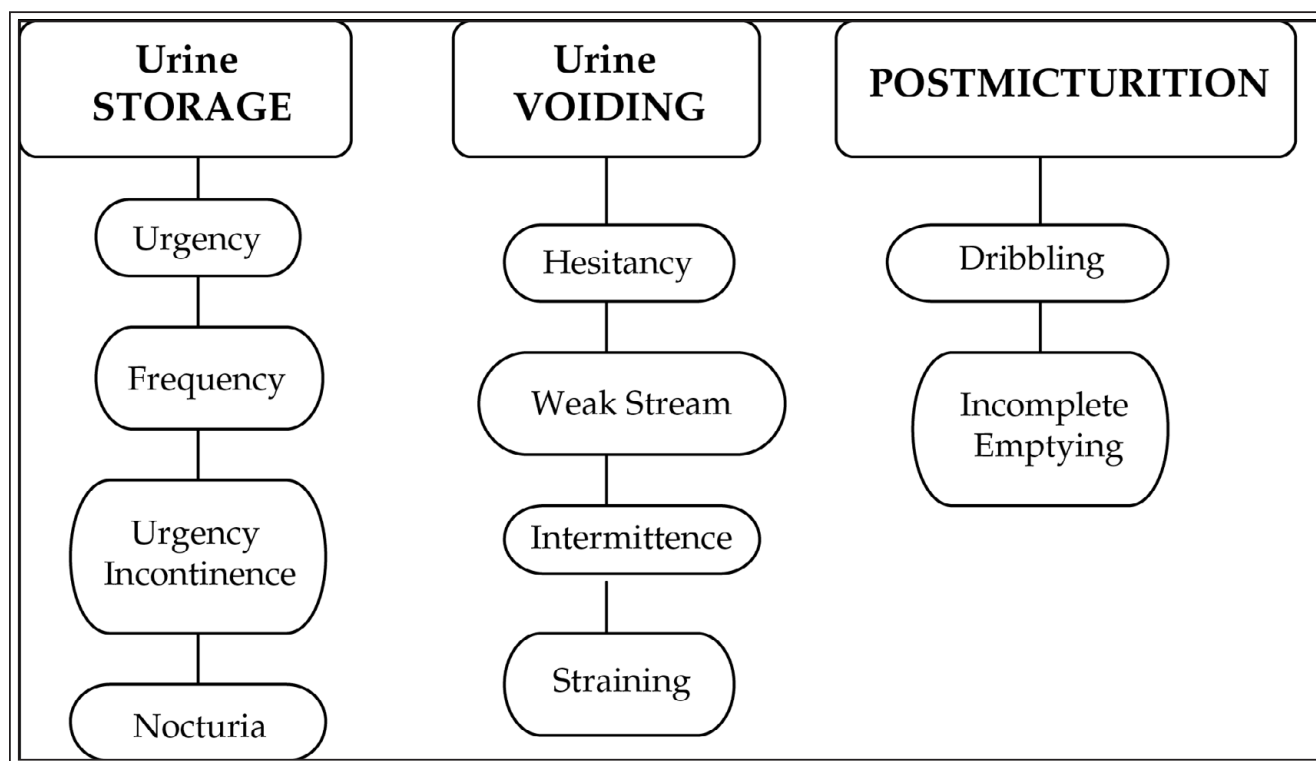 Urine
STORAGE
Urgency
Frequency
Urgency
Incontinence
Nocturia
Urine
VOIDING
Hesitancy
Weak Stream
Intermittence
Straining
POSTMICTURITION
Dribbling
Incomplete
Emptying